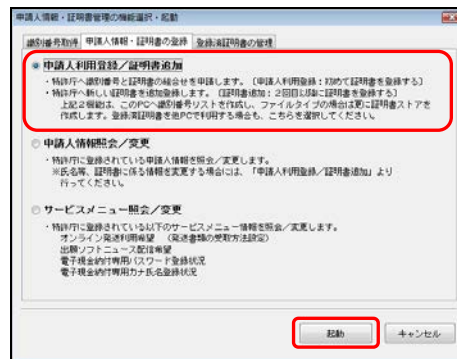 申請人情報・証明書管理の機能選択・起動
識別番号取得 申請人情報・証明書の登録 登録済証明書の管理
申請人利用登録／証明書追加
・特許庁へ識別番号と証明書の組合せを申請します。〔申請人利用登録：初めて証明書を登録する〕
・特許庁へ新しい証明書を追加登録します。〔証明書追加：2回目以降に証明書を登録する〕
上記２機能は、このPCへ識別番号リストを作成し、ファイルタイプの場合は更に証明書ストアを
作成します。登録済証明書を他PCで利用する場合も、こちらを選択してください。
申請人情報照会／変更
・特許庁に登録されている申請人情報を照会／変更します。
※氏名等、証明書に係る情報を変更する場合には、「申請人利用登録／証明書追加」より
行ってください。
サービスメニュー照会／変更
・特許庁に登録されている以下のサービスメニュー情報を照会／変更します。
オンライン発送利用希望 （発送書類の受取方法設定）
出願ソフトニュース配信希望
電子現金納付専用パスワード登録状況
電子現金納付専用カナ氏名登録状況
起動 キャンセル